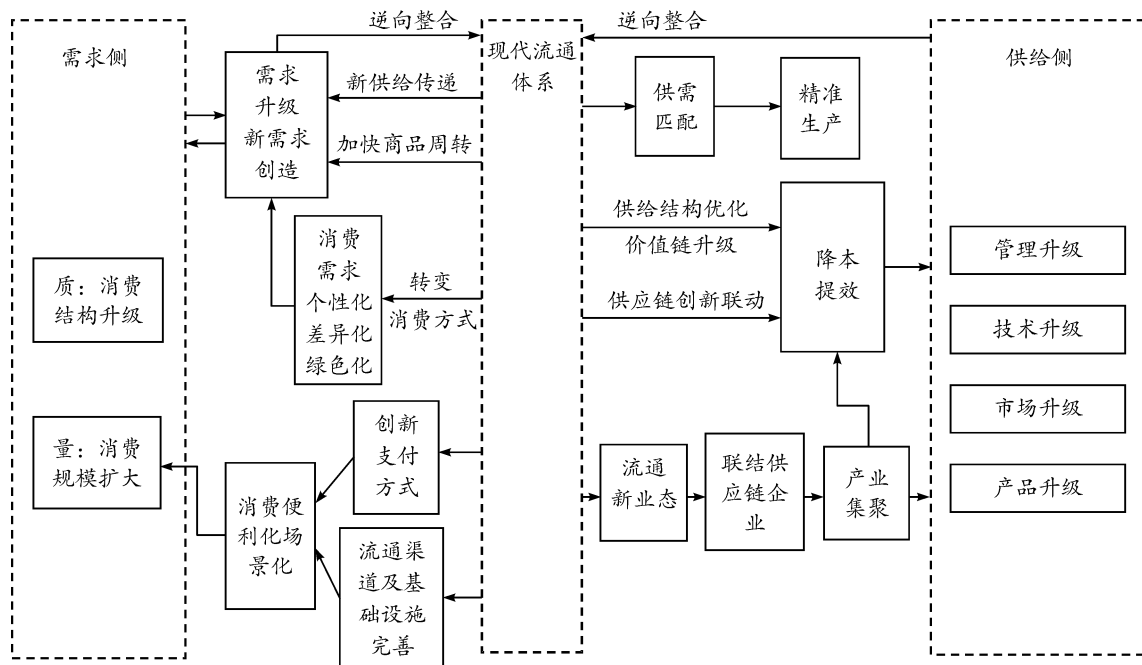 需求侧
质：消费
结构升级
量：消费
规模扩大
逆向整合
需求
升级
新需求
创造
新供给传递
加快商品周转
消费
需求
个性化
差异化
绿色化
转变
消费方式
创新
支付
方式
消费便
利化场
景化
流通渠
道及基
础设施
完善
现代流通
体系
逆向整合
供需
匹配
精准
生产
供给结构优化
价值链升级
供应链创新联动
降本
提效
流通
新业态
联结供
应链企
业
产业
集聚
供给侧
管理升级
技术升级
市场升级
产品升级